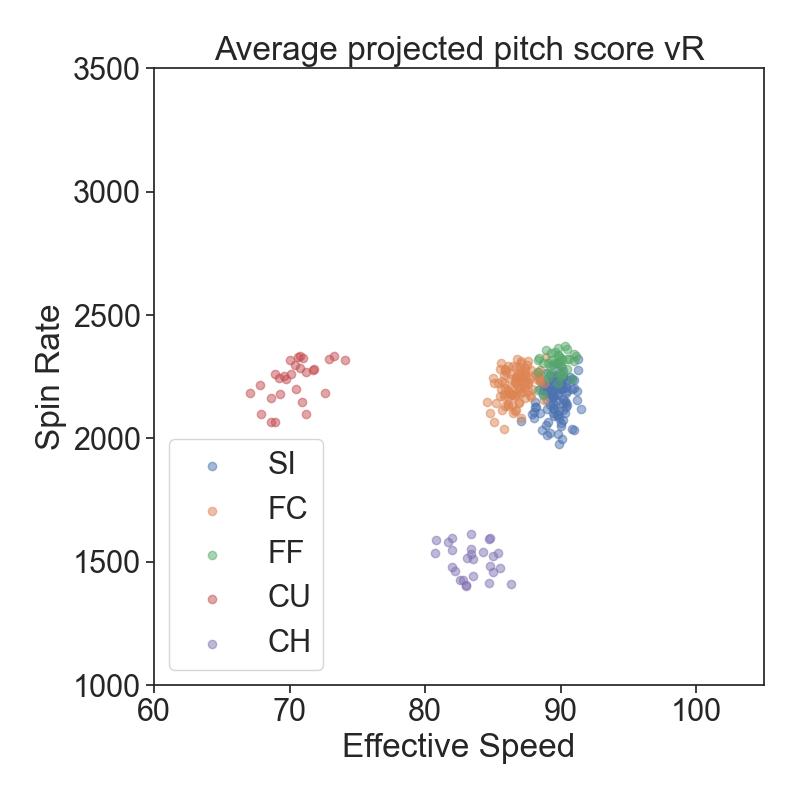 Average projected pitch score vR
3500
3000
2500
2000
1500
1000
Spin Rate
SI
FC
FF
CU
CH
60 70 80 90 100
Effective Speed